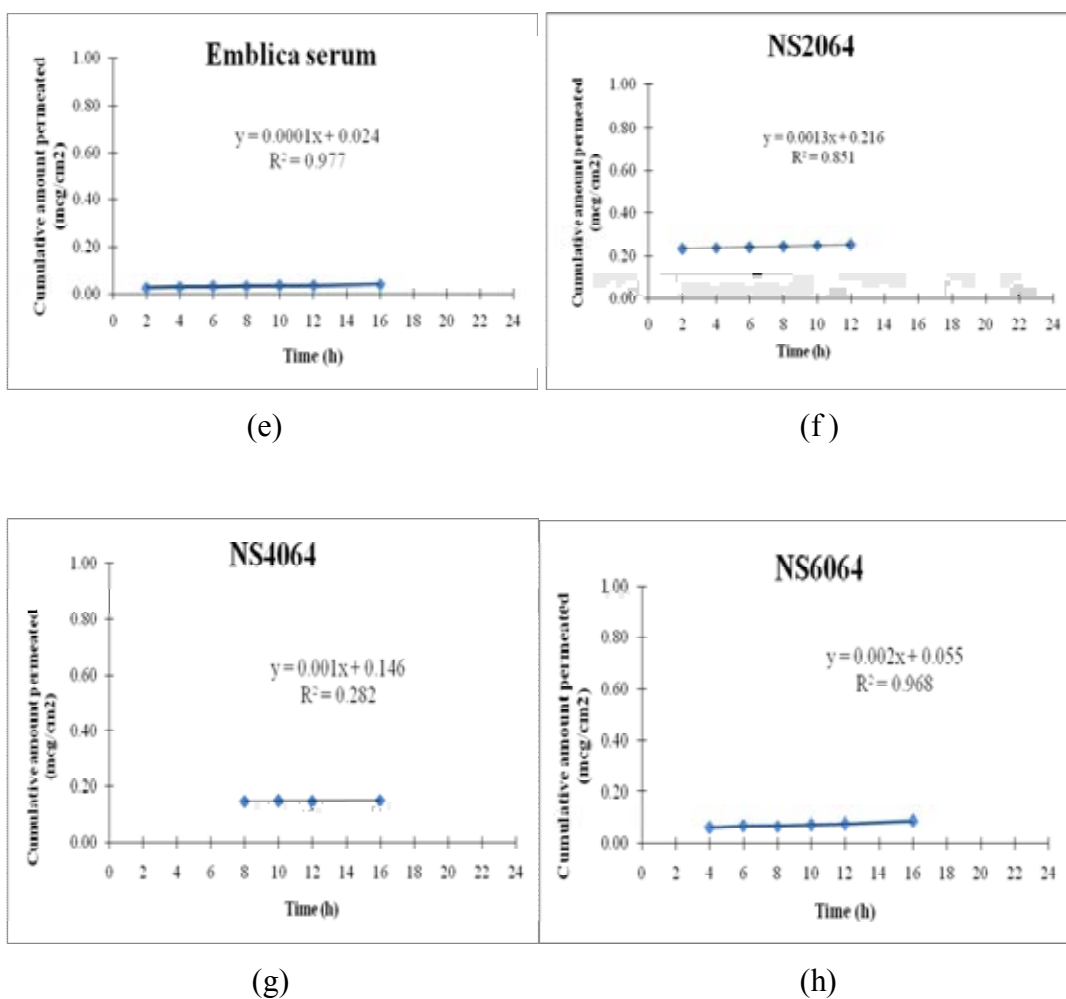 Emblica serum
Cumulative amount permeated
(mcg/cm2)
1.00
0.80
0.60
0.40
0.20
0.00
y = 0.0001x + 0.024
R² = 0.977
0 2 4 6 8 10 12 14 16 18 20 22 24
Time (h)
(e)
NS2064
Cumulative amount permeated
(mcg/cm2)
1.00
0.80
0.60
0.40
0.20
0.00
y = 0.0013x + 0.216
R² = 0.851
0 2 4 6 8 10 12 14 16 18 20 22 24
Time (h)
(f )
NS4064
Cumulative amount permeated
(mcg/cm2)
1.00
0.80
0.60
0.40
0.20
0.00
y = 0.001x + 0.146
R² = 0.282
0 2 4 6 8 10 12 14 16 18 20 22 24
Time (h)
(g)
NS6064
Cumulative amount permeated
(mcg/cm2)
1.00
0.80
0.60
0.40
0.20
0.00
y = 0.002x + 0.055
R² = 0.968
0 2 4 6 8 10 12 14 16 18 20 22 24
Time (h)
(h)